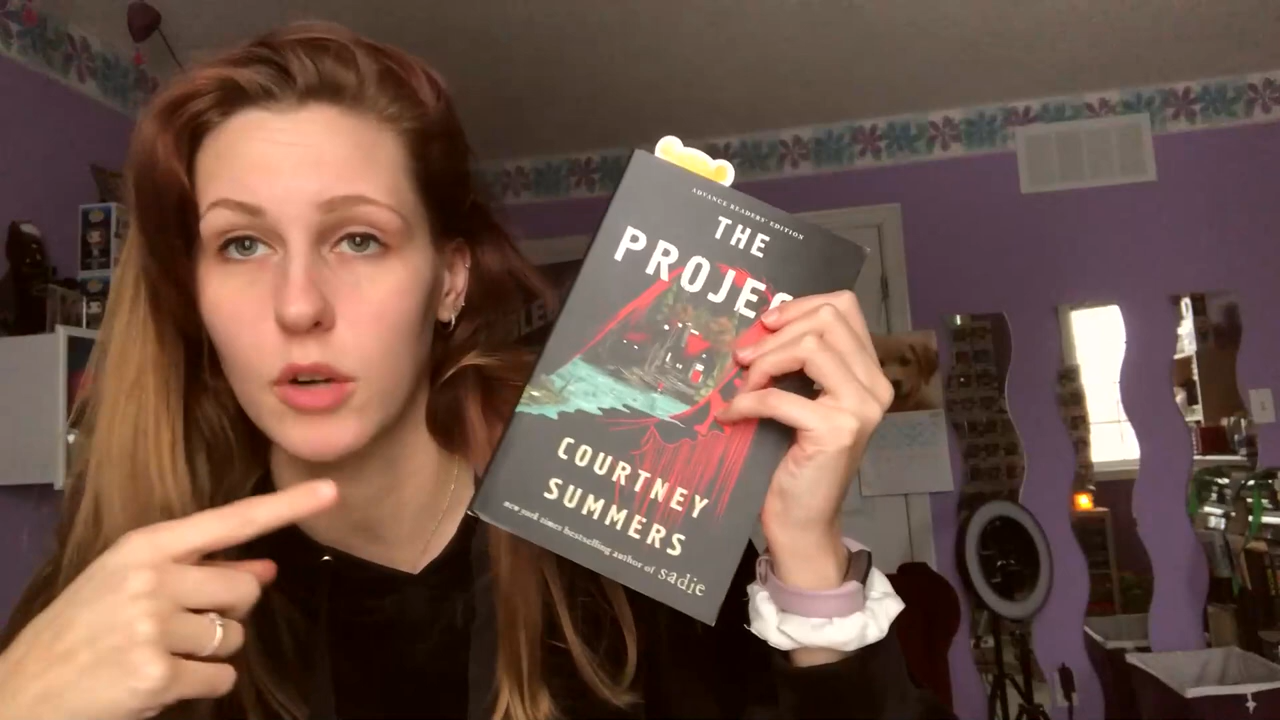 ADVANCE READERS' EDITION
THE
PROJEC
COURTNEY
SUMMERS
new york times bestselling author of sadie